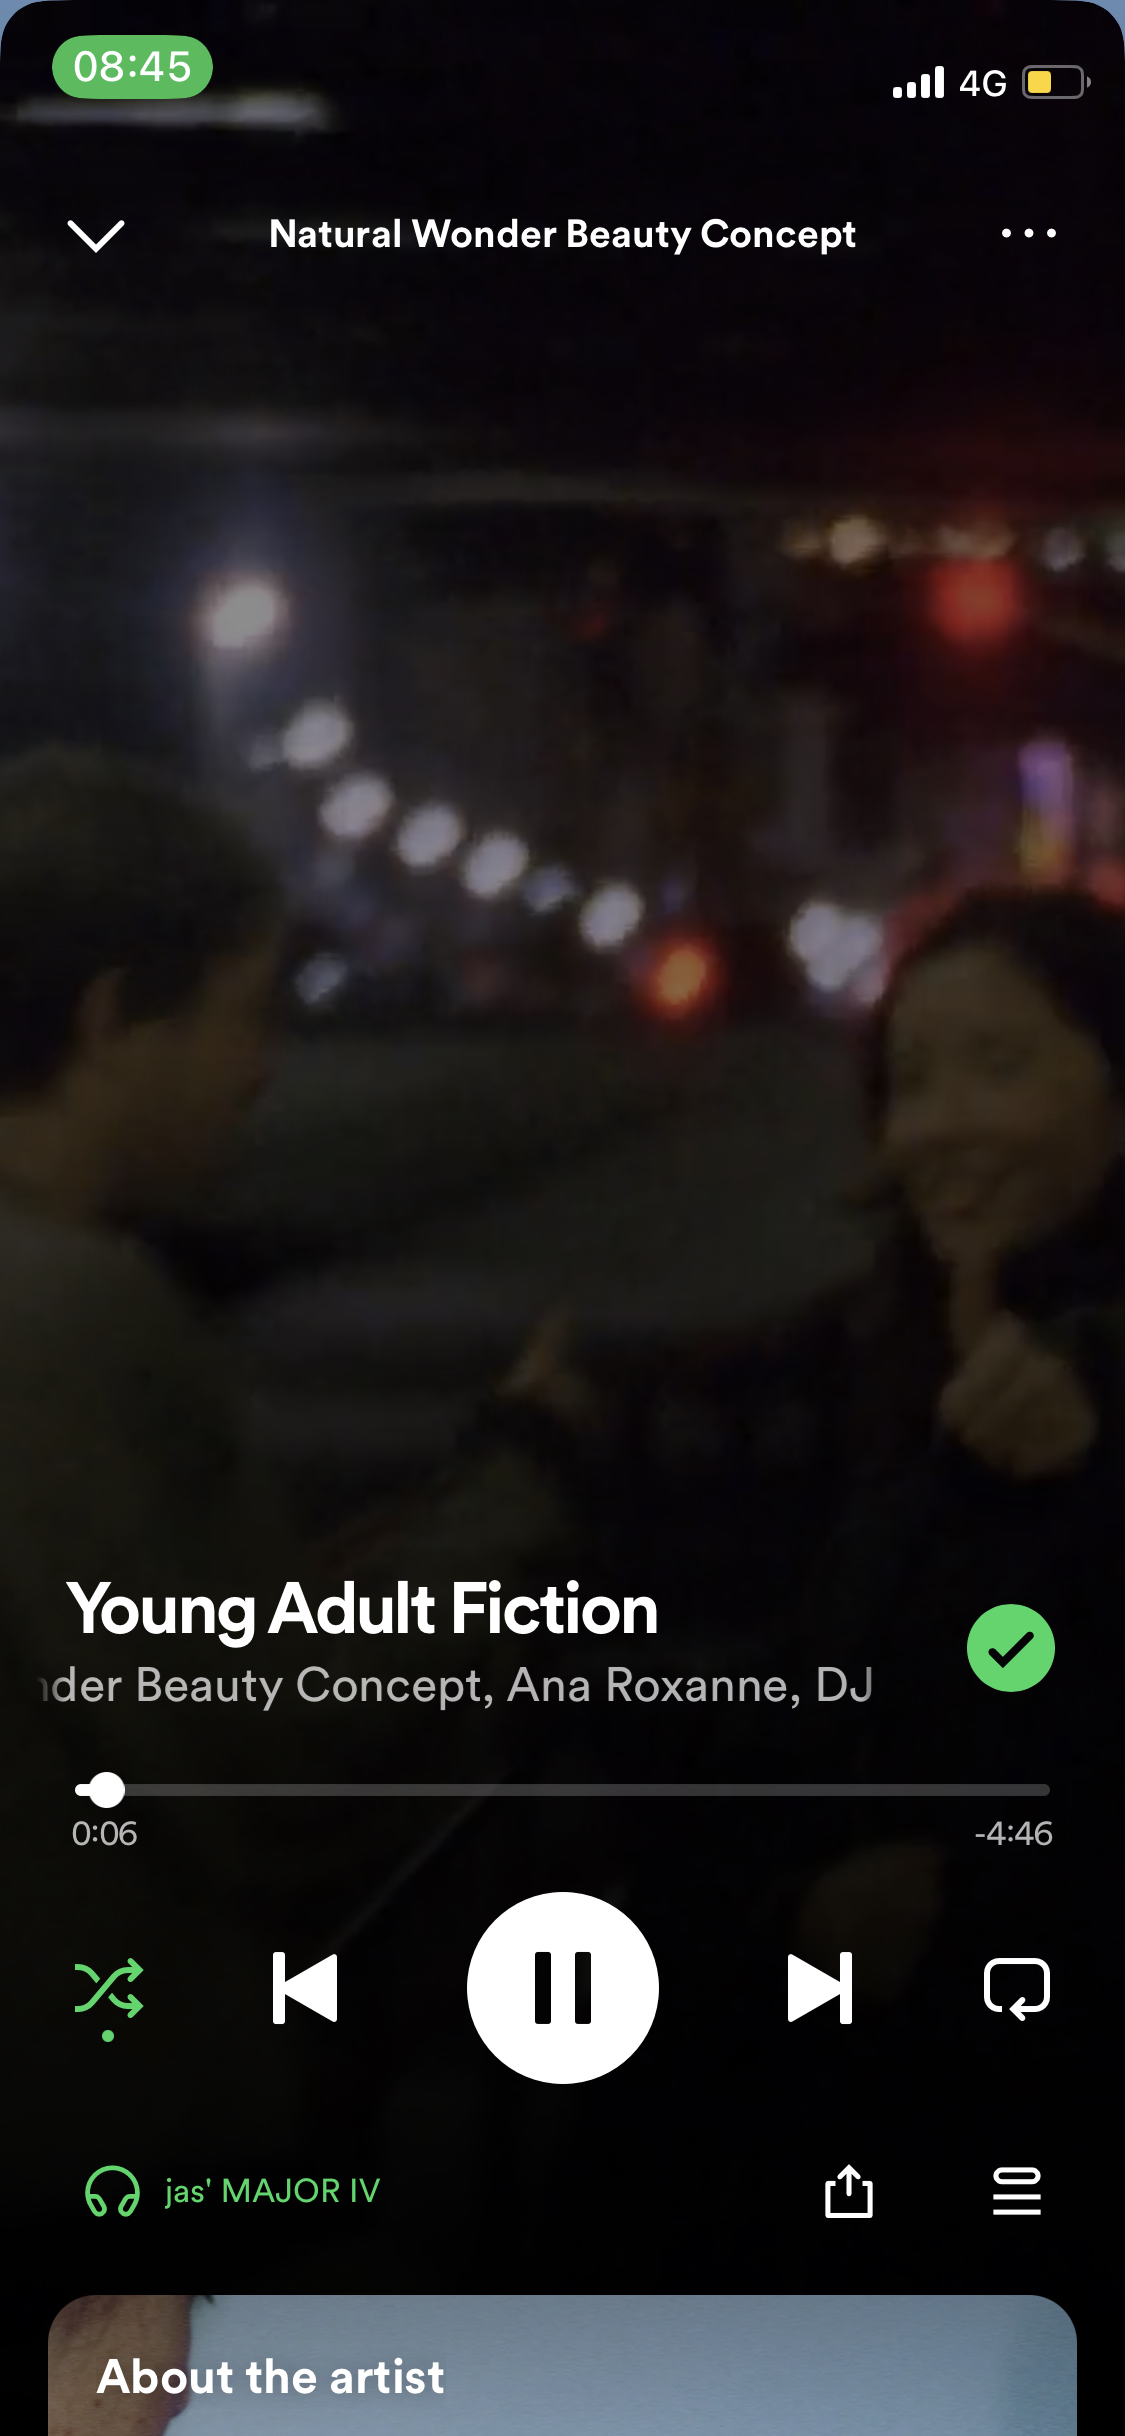 08:45
4G
Natural Wonder Beauty Concept
Young Adult Fiction
nder Beauty Concept, Ana Roxanne, DJ
0:06
-4:46
jas' MAJOR IV
About the artist